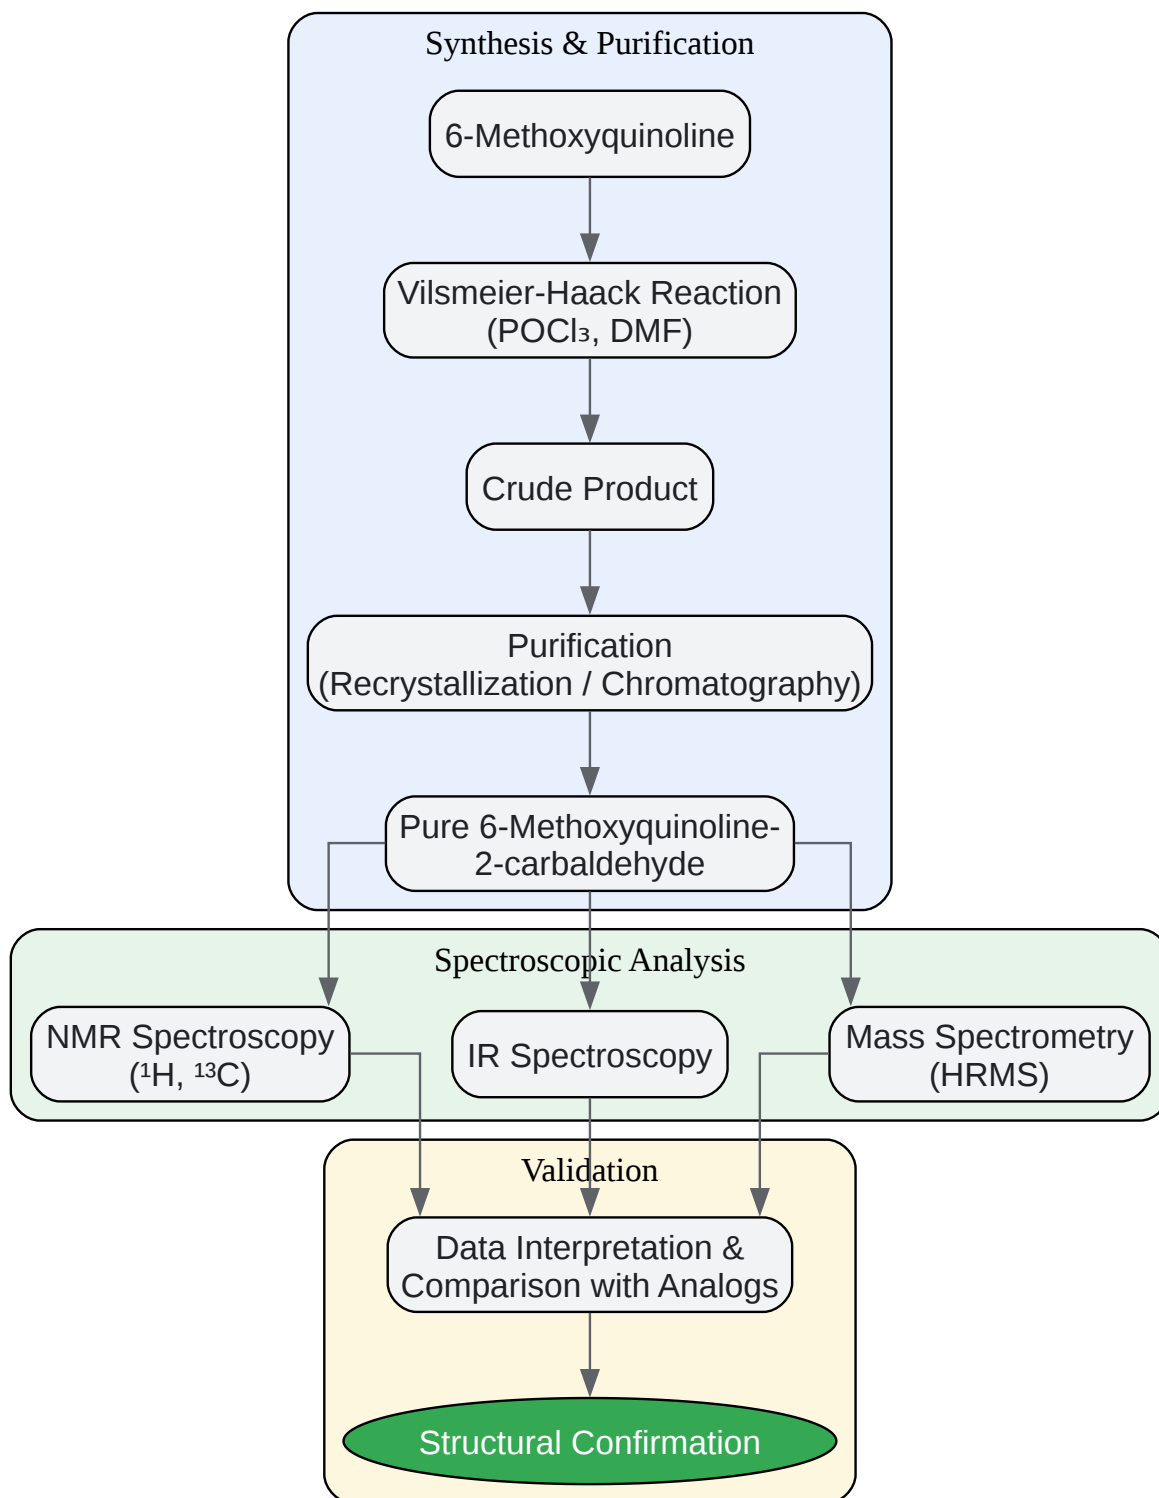 Synthesis & Purification
6-Methoxyquinoline
Vilsmeier-Haack Reaction
(POCl₃, DMF)
Crude Product
Purification
(Recrystallization / Chromatography)
Pure 6-Methoxyquinoline-
2-carbaldehyde
Spectroscopic Analysis
NMR Spectroscopy
(¹H, ¹³C)
IR Spectroscopy
Mass Spectrometry
(HRMS)
Validation
Data Interpretation &
Comparison with Analogs
Structural Confirmation